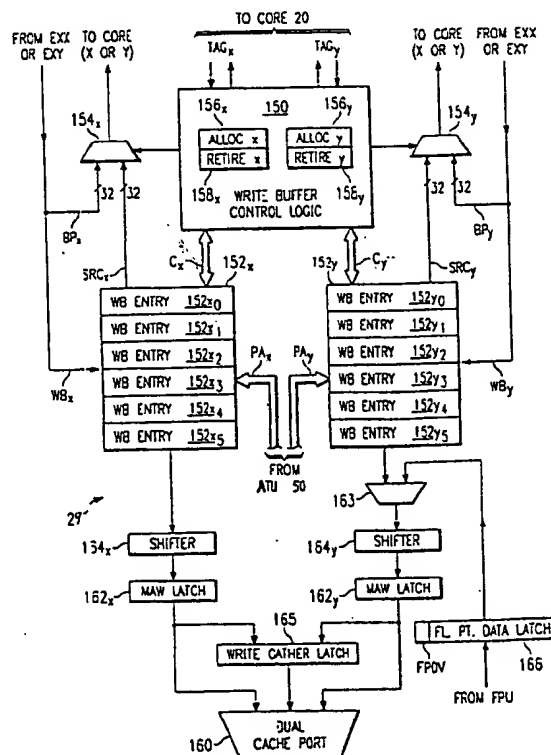 TO CORE 20
FROM EXX
OR EXY
TO CORE
(X OR Y)
TAGx
TAGy
TO CORE
(X OR Y)
FROM EXX
OR EXY
154x
156x
150
156y
154y
ALLOC x
ALLOC y
RETIRE x
RETIRE y
158x
158y
WRITE BUFFER
CONTROL LOGIC
32
32
32
32
BPx
BPy
SRCx
Cx
152x
152y
Cy
SRCy
WB ENTRY 152x0
WB ENTRY 152x1
WB ENTRY 152x2
WB ENTRY 152x3
WB ENTRY 152x4
WB ENTRY 152x5
WB ENTRY 152y0
WB ENTRY 152y1
WB ENTRY 152y2
WB ENTRY 152y3
WB ENTRY 152y4
WB ENTRY 152y5
PAx
PAy
WBx
WBy
FROM
ATU 50
29
163
164x
SHIFTER
164y
SHIFTER
162x
MAW LATCH
162y
MAW LATCH
165
WRITE GATHER LATCH
FL. PT. DATA LATCH
FPDV
166
FROM FPU
160
DUAL
CACHE PORT